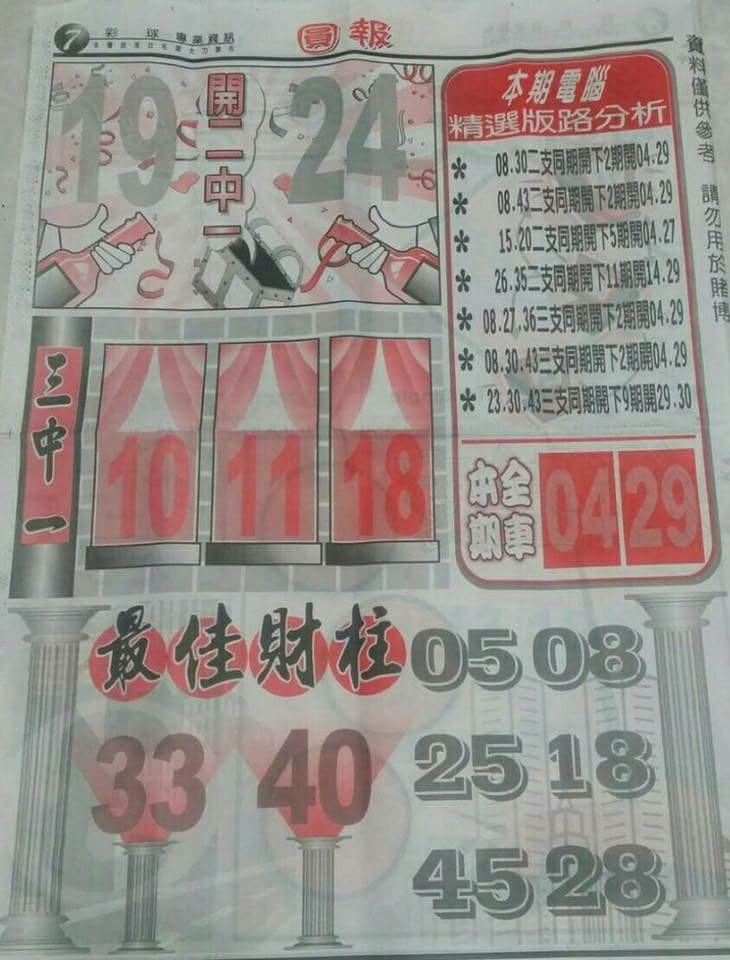 7 彩球專業資訊 員報
19 開二中一 24
本期電腦
精選版路分析
* 08.30二支同期開下2期開04.29
* 08.43二支同期開下2期開04.29
* 15.20二支同期開下5期開04.27
* 26.35二支同期開下11期開14.29
* 08.27.36三支同期開下2期開04.29
* 08.30.43三支同期開下2期開04.29
* 23.30.43三支同期開下9期開29.30
本期全車 04 29
資料僅供參考 請勿用於賭博
三中一 10 11 18
最佳財柱 05 08
33 40 25 18
45 28